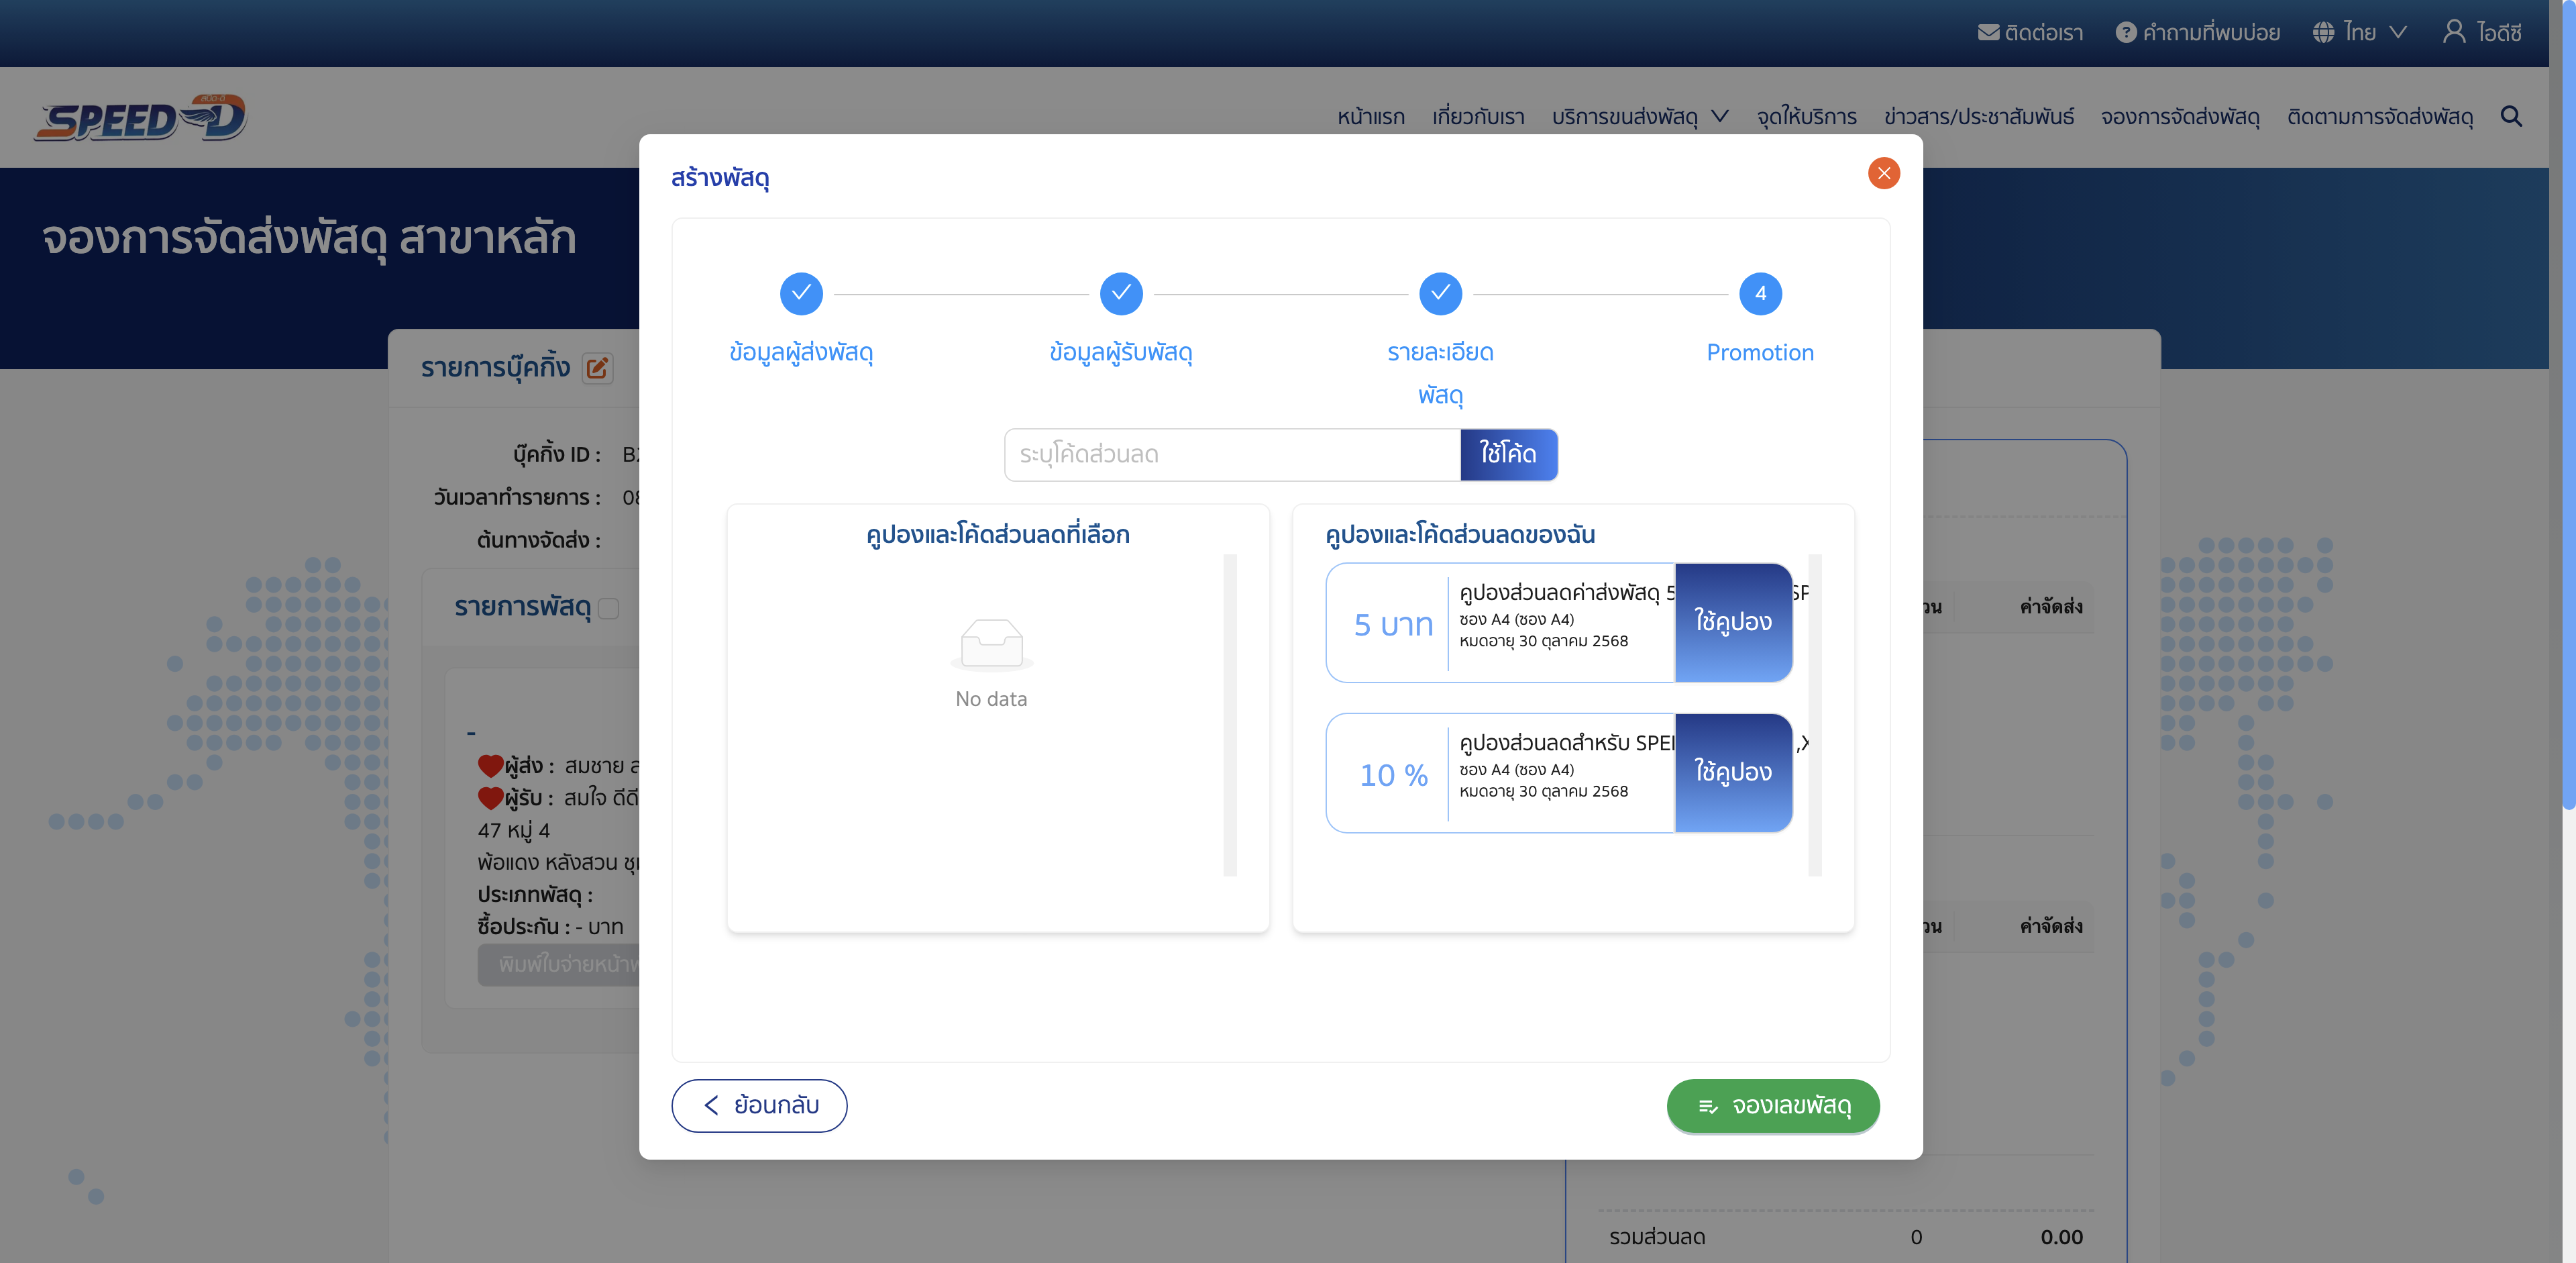 ติดต่อเรา คำถามที่พบบ่อย ไทย ไอดีซี
SPEED D
หน้าแรก เกี่ยวกับเรา บริการขนส่งพัสดุ จุดให้บริการ ข่าวสาร/ประชาสัมพันธ์ จองการจัดส่งพัสดุ ติดตามการจัดส่งพัสดุ
จองการจัดส่งพัสดุ สาขาหลัก
สร้างพัสดุ
4
ข้อมูลผู้ส่งพัสดุ ข้อมูลผู้รับพัสดุ รายละเอียด Promotion
พัสดุ
ระบุโค้ดส่วนลด ใช้โค้ด
คูปองและโค้ดส่วนลดที่เลือก
No data
คูปองและโค้ดส่วนลดของฉัน
5 บาท
คูปองส่วนลดค่าส่งพัสดุ 5
ซอง A4 (ซอง A4)
หมดอายุ 30 ตุลาคม 2568
ใช้คูปอง
10 %
คูปองส่วนลดสำหรับ SPE
ซอง A4 (ซอง A4)
หมดอายุ 30 ตุลาคม 2568
ใช้คูปอง
ย้อนกลับ จองเลขพัสดุ
รายการบุ๊คกิ้ง
บุ๊คกิ้ง ID : B2
วันเวลาทำรายการ : 08
ต้นทางจัดส่ง :
รายการพัสดุ
-
ผู้ส่ง : สมชาย
ผู้รับ : สมใจ ดีดี
47 หมู่ 4
พ้อแดง หลังสวน ชุ
ประเภทพัสดุ :
ซื้อประกัน : - บาท
พิมพ์ใบจ่ายหน้า
ค่าจัดส่ง
ค่าจัดส่ง
รวมส่วนลด 0 0.00